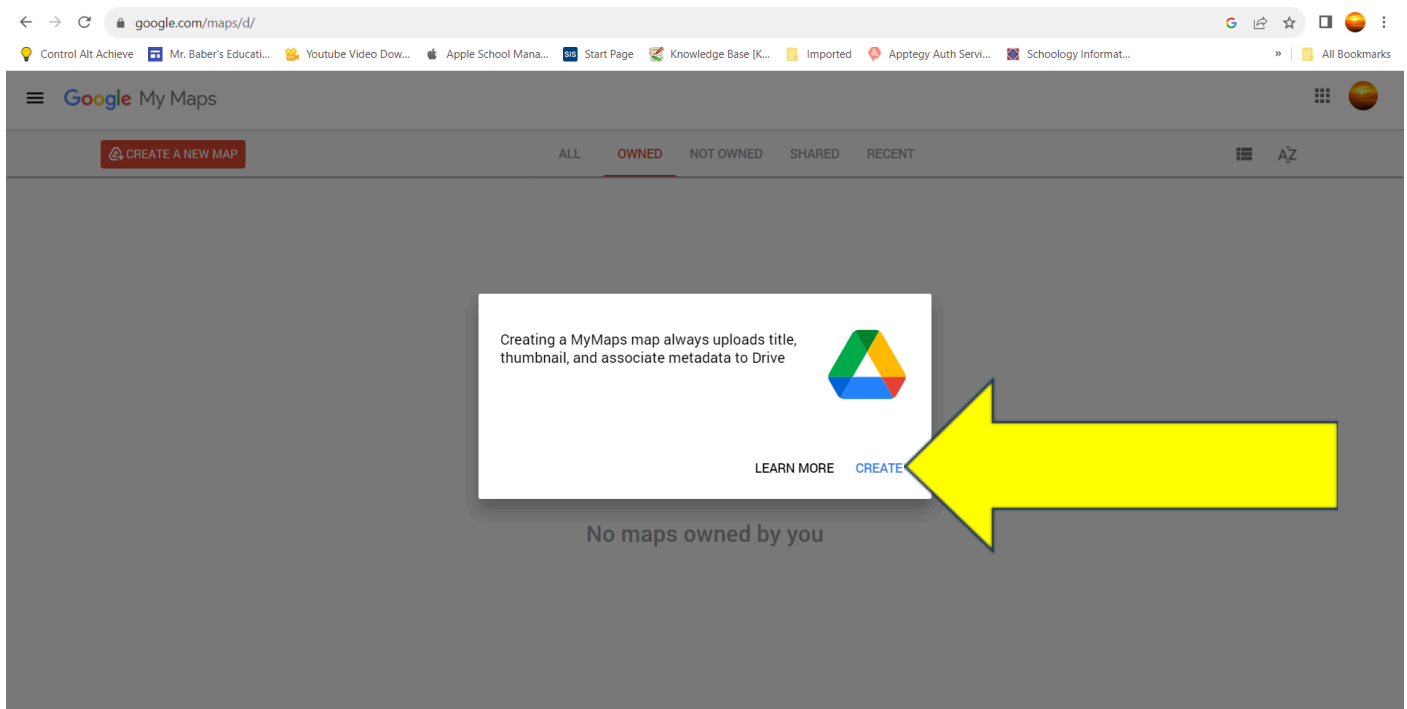 google.com/maps/d/
G
Control Alt Achieve Mr. Baber's Educati... Youtube Video Dow... Apple School Mana... SIS Start Page Knowledge Base [K... Imported Apptegy Auth Servi... Schoology Informat... » All Bookmarks
Google My Maps
CREATE A NEW MAP ALL OWNED NOT OWNED SHARED RECENT AZ
Creating a MyMaps map always uploads title,
thumbnail, and associate metadata to Drive
LEARN MORE CREATE
No maps owned by you